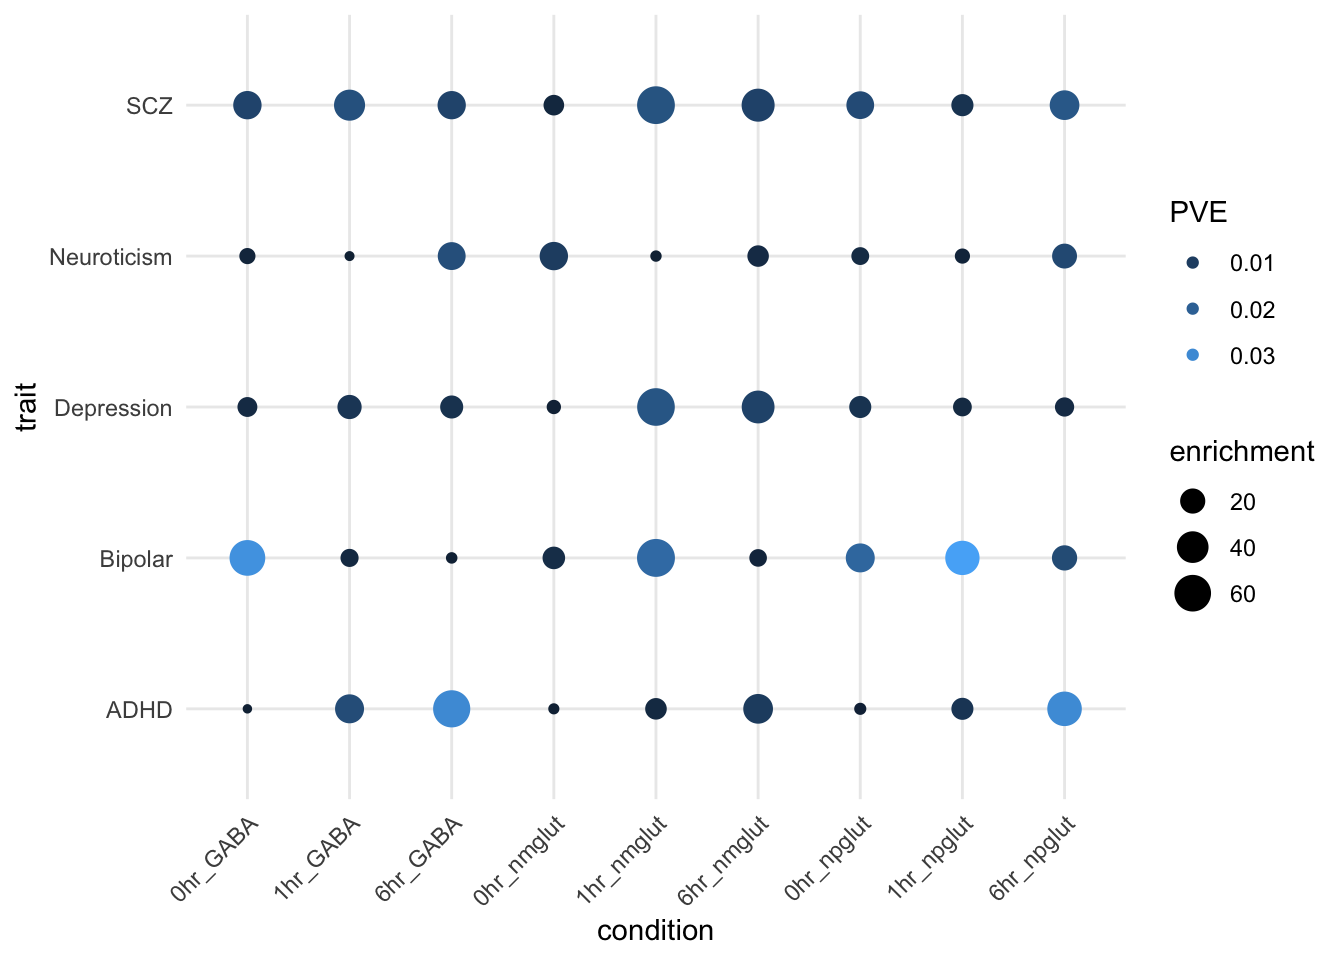 SCZ
Neuroticism
Depression
Bipolar
ADHD
trait
0hr_GABA
1hr_GABA
6hr_GABA
0hr_nmglut
1hr_nmglut
6hr_nmglut
0hr_npglut
1hr_npglut
6hr_npglut
condition
PVE
0.01
0.02
0.03
enrichment
20
40
60